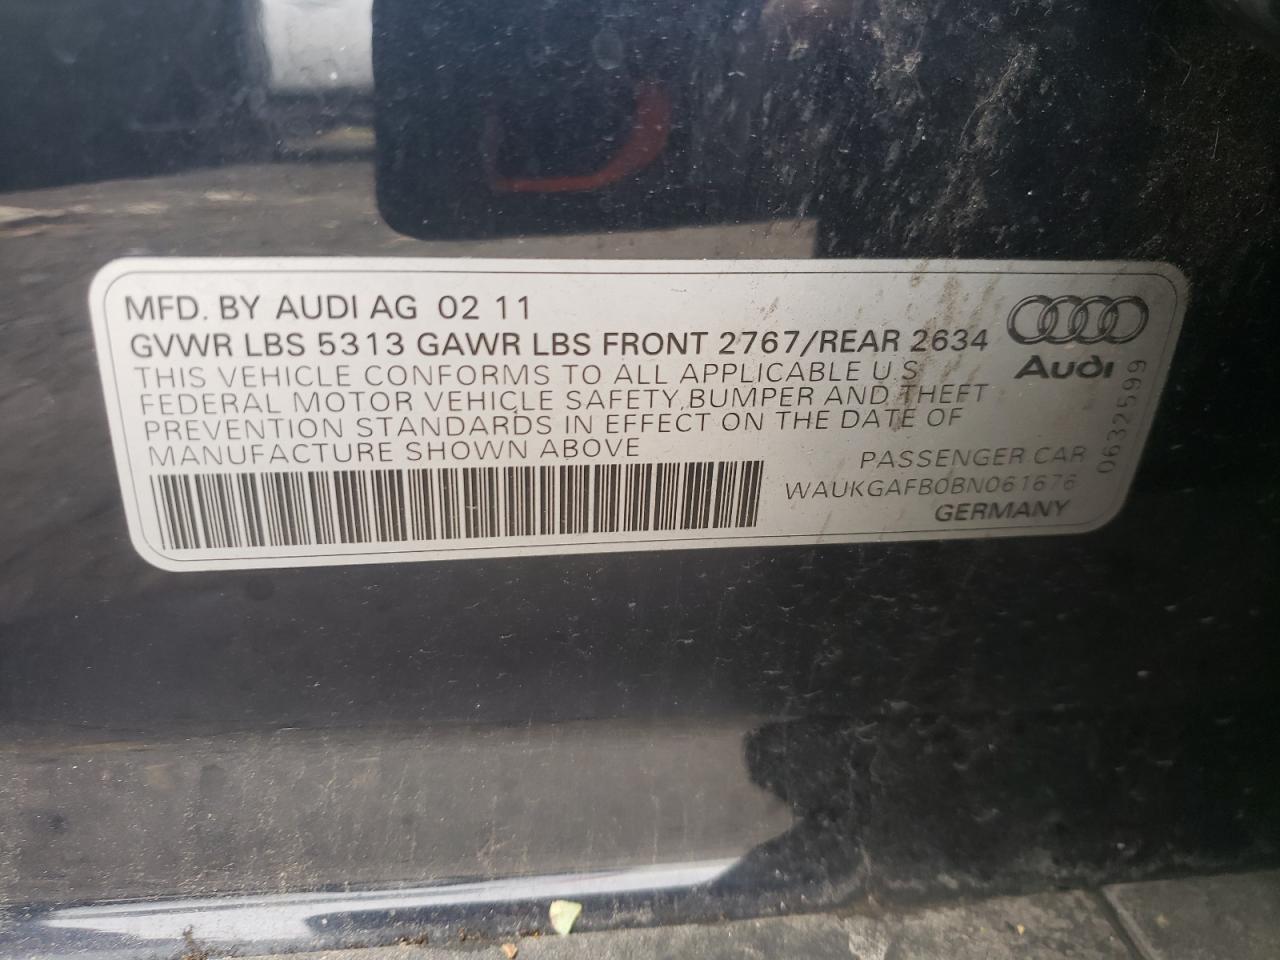 MFD. BY AUDI AG 02 11
GVWR LBS 5313 GAWR LBS FRONT 2767/REAR 2634
THIS VEHICLE CONFORMS TO ALL APPLICABLE U.S
FEDERAL MOTOR VEHICLE SAFETY, BUMPER AND THEFT
PREVENTION STANDARDS IN EFFECT ON THE DATE OF
MANUFACTURE SHOWN ABOVE
PASSENGER CAR
WAUKGAFB0BN061676
GERMANY
Audi
0632599